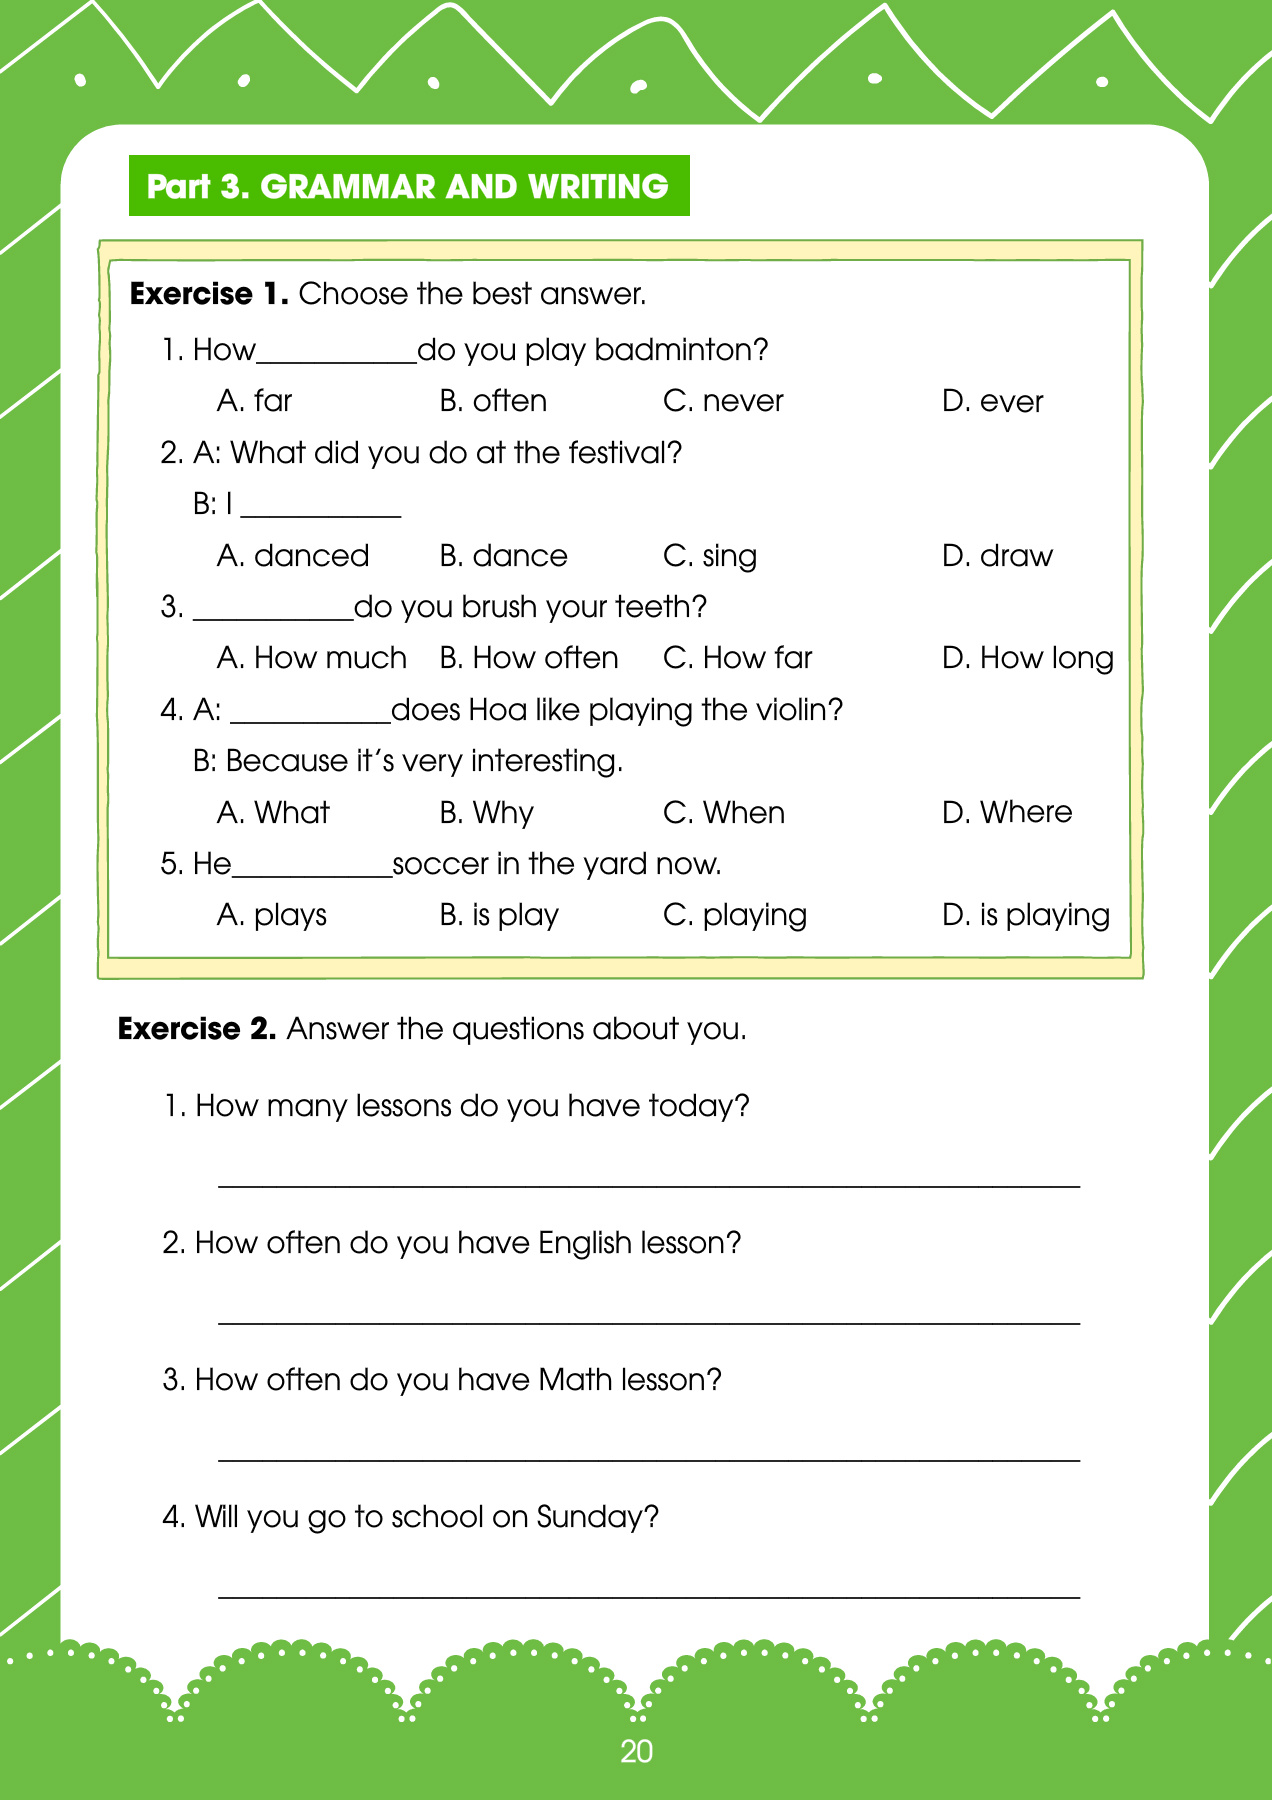 Part 3. GRAMMAR AND WRITING
Exercise 1. Choose the best answer.
1. How__________do you play badminton?
A. far B. often C. never D. ever
2. A: What did you do at the festival?
B: I __________
A. danced B. dance C. sing D. draw
3. __________do you brush your teeth?
A. How much B. How often C. How far D. How long
4. A: __________does Hoa like playing the violin?
B: Because it's very interesting.
A. What B. Why C. When D. Where
5. He__________soccer in the yard now.
A. plays B. is play C. playing D. is playing
Exercise 2. Answer the questions about you.
1. How many lessons do you have today?
2. How often do you have English lesson?
3. How often do you have Math lesson?
4. Will you go to school on Sunday?
20